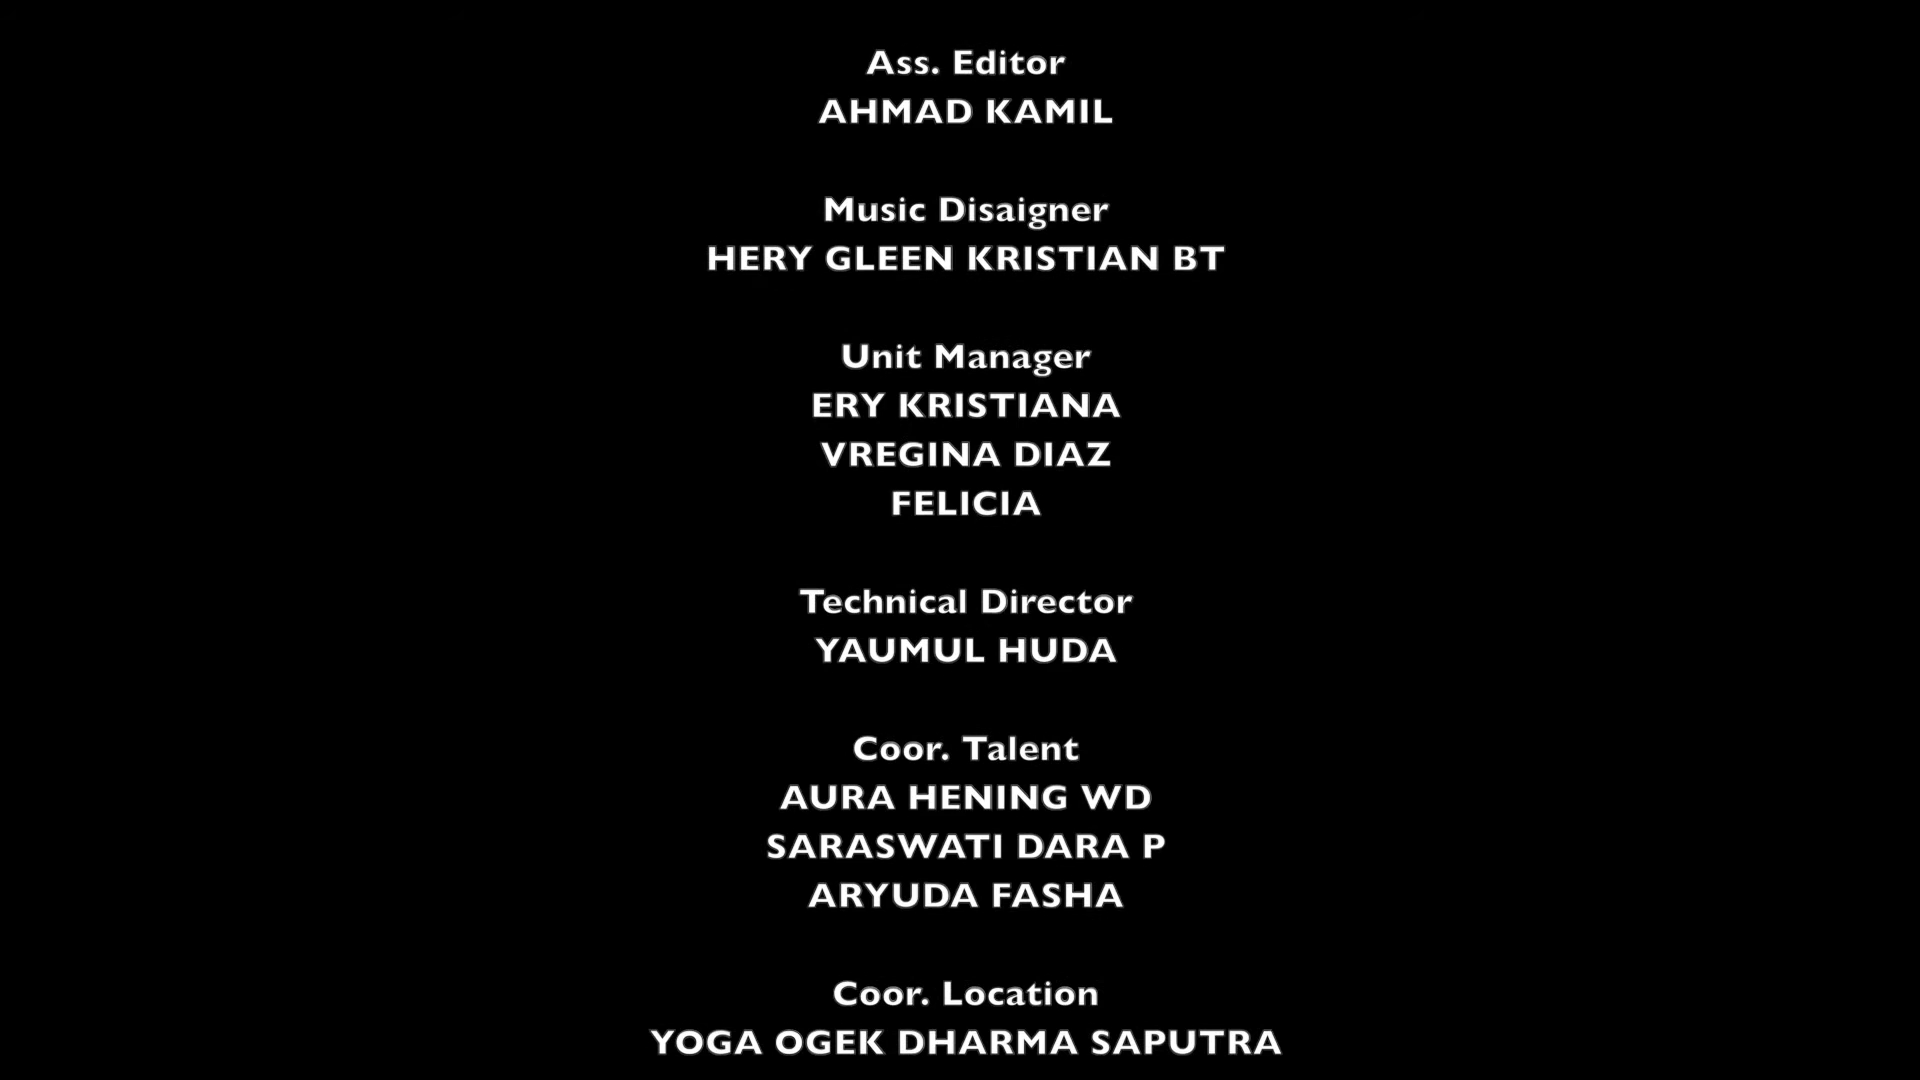 Ass. Editor
AHMAD KAMIL
Music Disaigner
HERY GLEEN KRISTIAN BT
Unit Manager
ERY KRISTIANA
VREGINA DIAZ
FELICIA
Technical Director
YAUMUL HUDA
Coor. Talent
AURA HENING WD
SARASWATI DARA P
ARYUDA FASHA
Coor. Location
YOGA OGEK DHARMA SAPUTRA